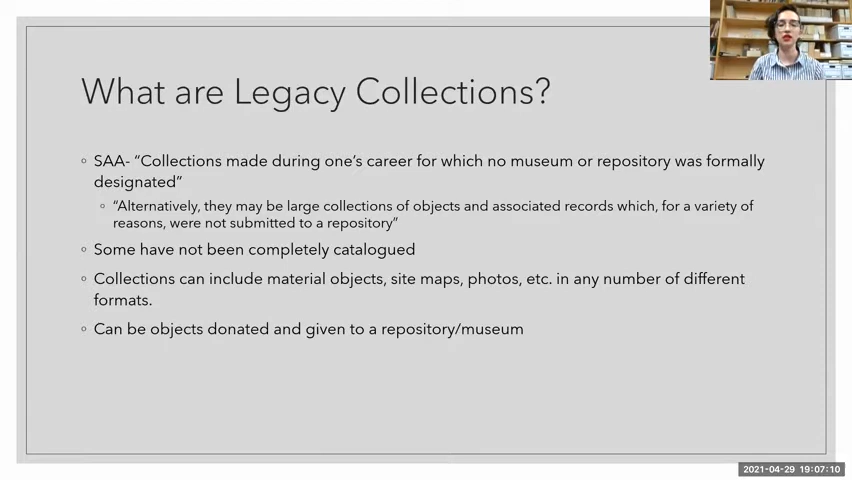 What are Legacy Collections?
SAA- “Collections made during one’s career for which no museum or repository was formally
designated”
“Alternatively, they may be large collections of objects and associated records which, for a variety of
reasons, were not submitted to a repository”
Some have not been completely catalogued
Collections can include material objects, site maps, photos, etc. in any number of different
formats.
Can be objects donated and given to a repository/museum
2021-04-29 19:07:10